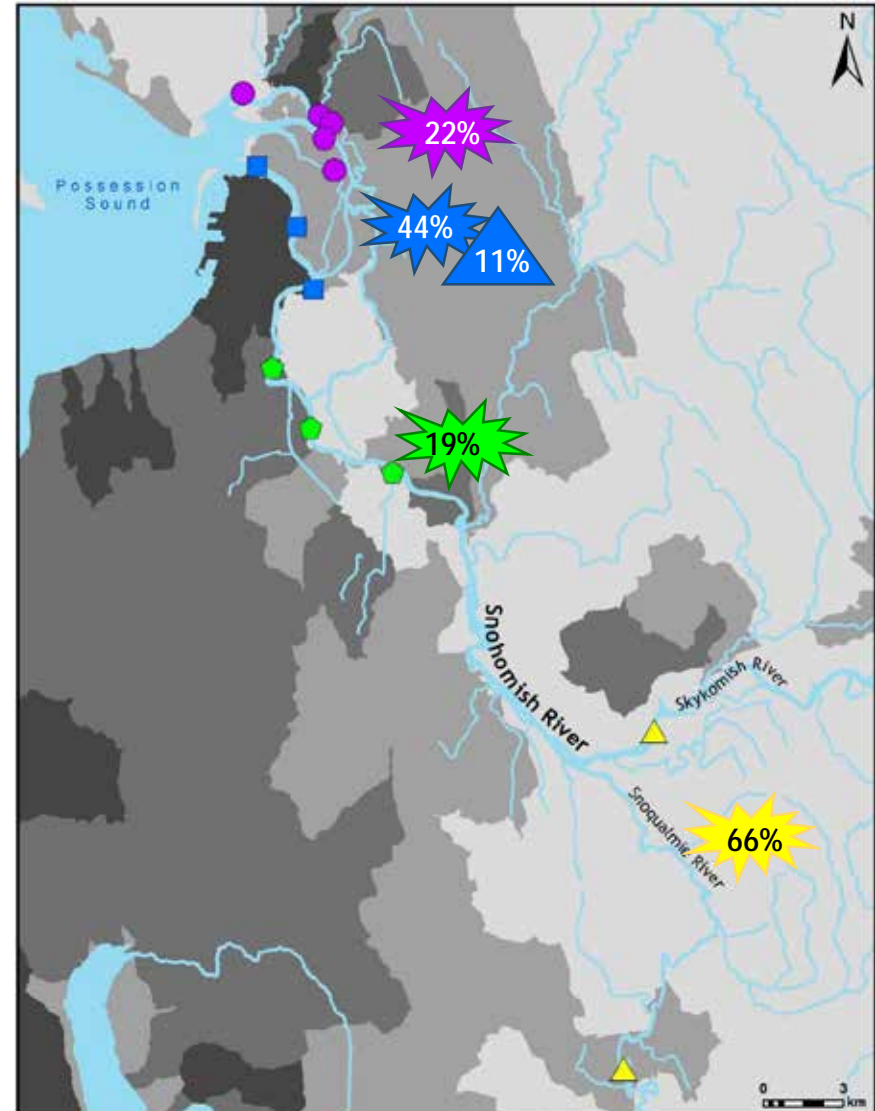 N
22%
Possession
Sound
44%
11%
19%
Snohomish River
Skykomish River
Snoqualmie River
66%
0 3
km